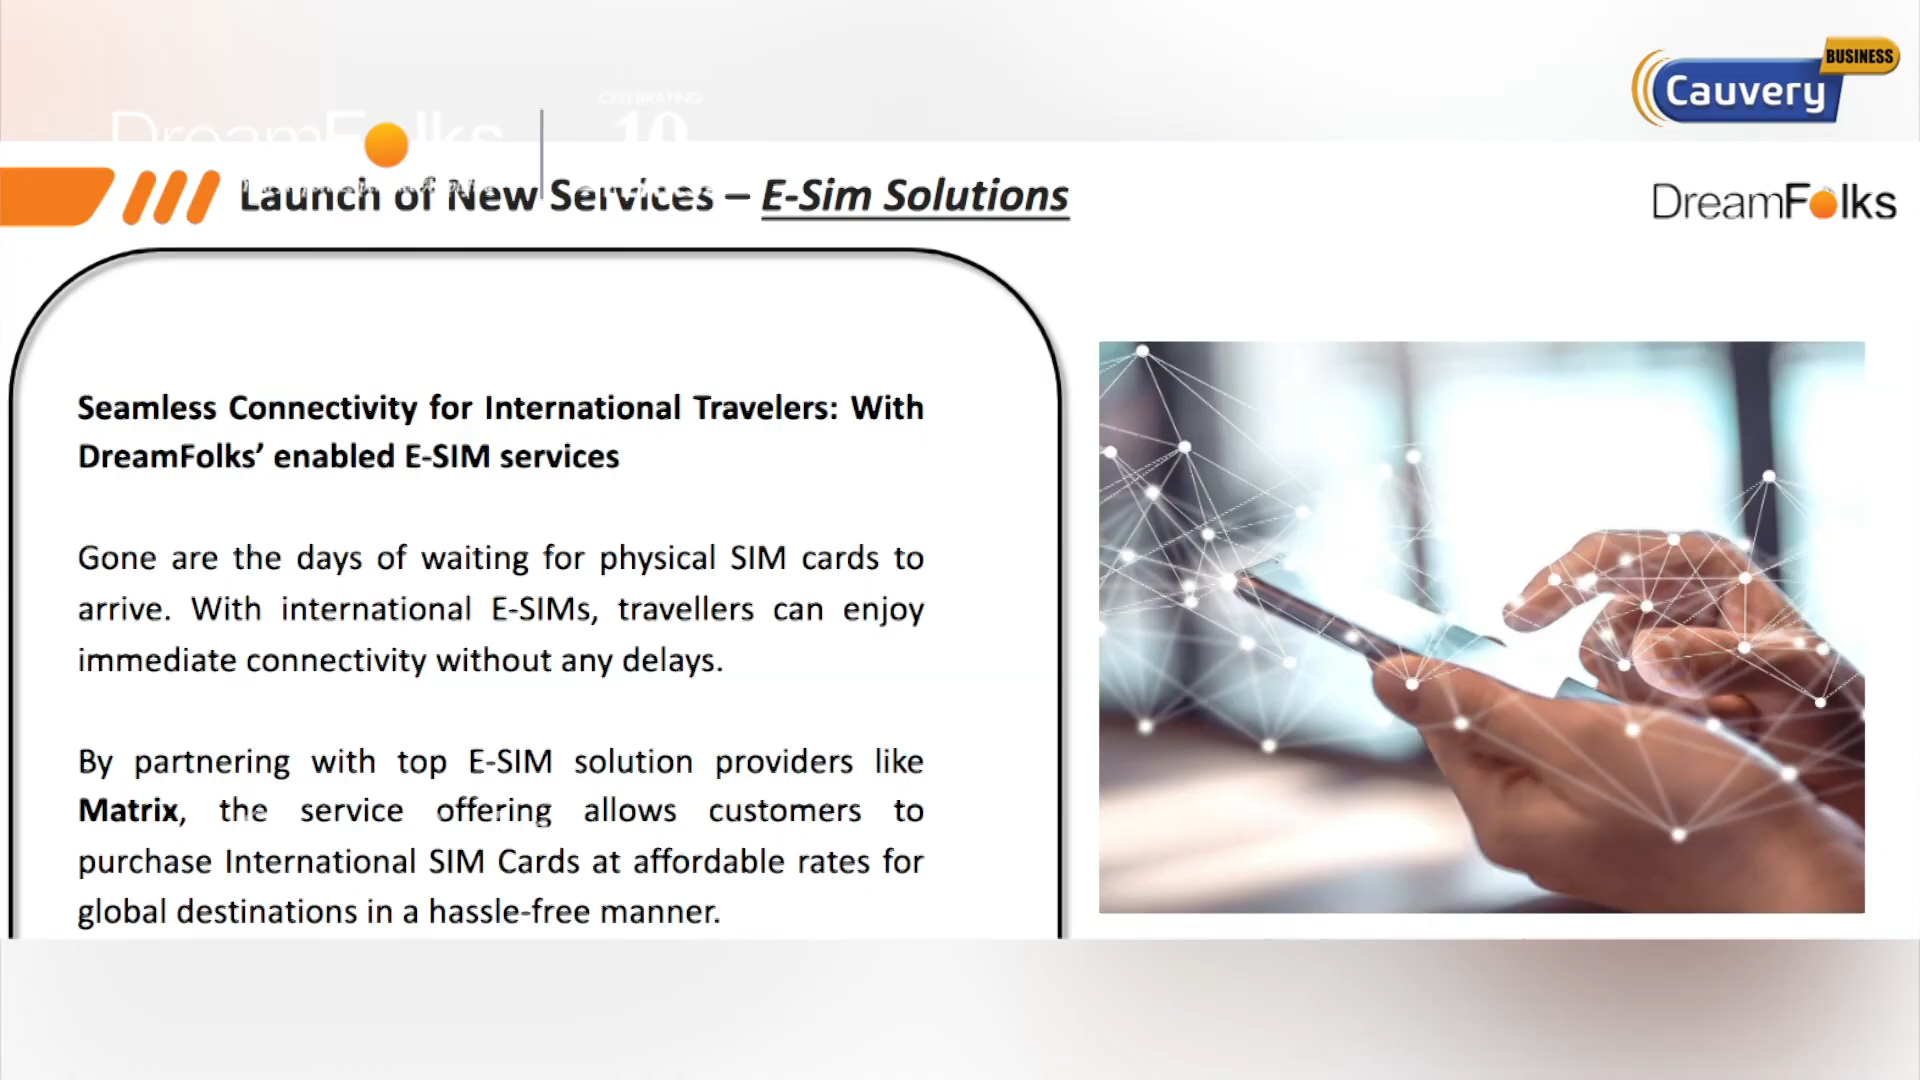 BUSINESS
Cauvery
DreamFolks
CELEBRATING
10
Launch of New Services – E-Sim Solutions
DreamFolks
Seamless Connectivity for International Travelers: With
DreamFolks’ enabled E-SIM services
Gone are the days of waiting for physical SIM cards to
arrive. With international E-SIMs, travellers can enjoy
immediate connectivity without any delays.
By partnering with top E-SIM solution providers like
Matrix, the service offering allows customers to
purchase International SIM Cards at affordable rates for
global destinations in a hassle-free manner.